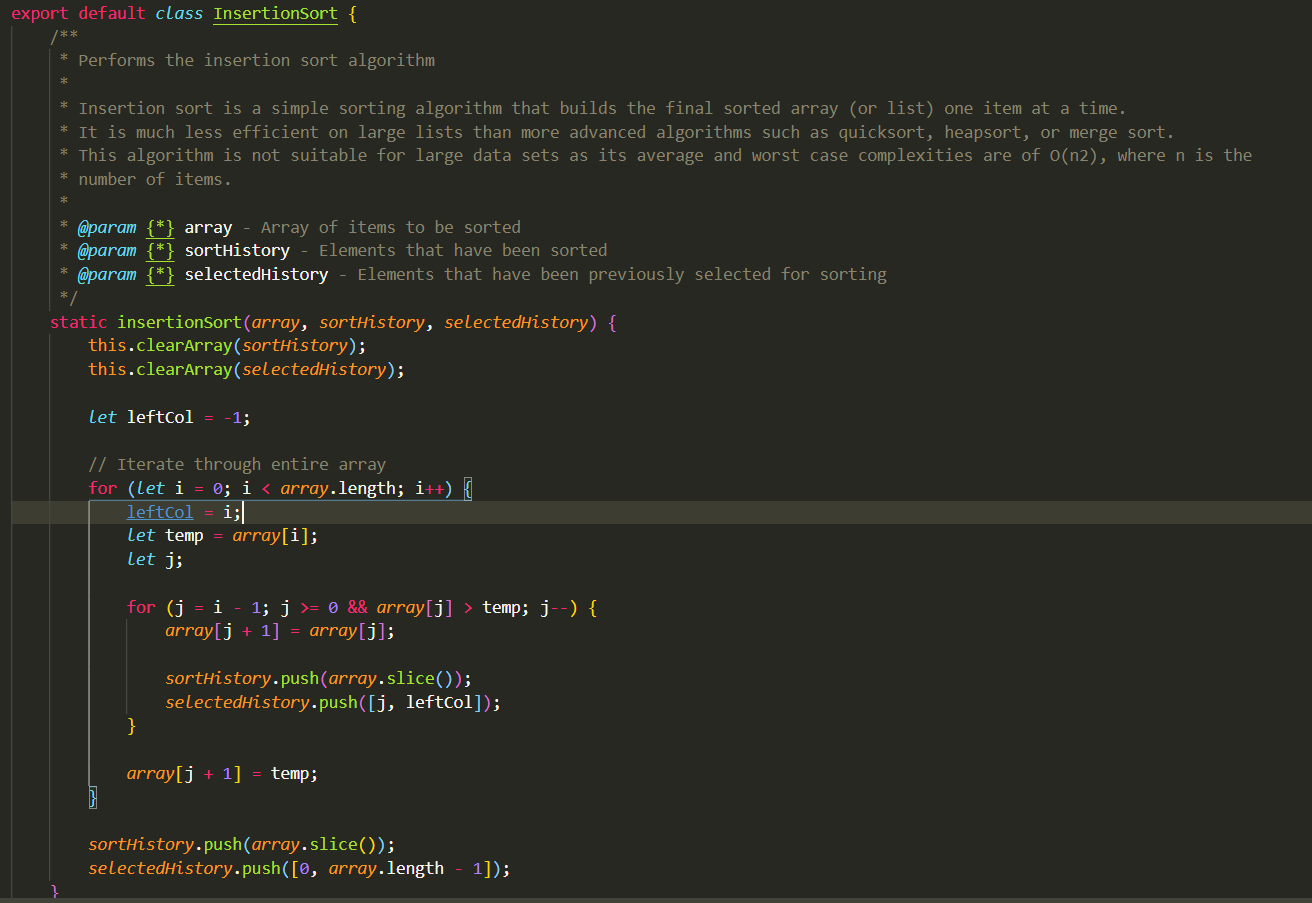 export default class InsertionSort {
/**
* Performs the insertion sort algorithm
*
* Insertion sort is a simple sorting algorithm that builds the final sorted array (or list) one item at a time.
* It is much less efficient on large lists than more advanced algorithms such as quicksort, heapsort, or merge sort.
* This algorithm is not suitable for large data sets as its average and worst case complexities are of O(n2), where n is the
* number of items.
*
* @param {*} array - Array of items to be sorted
* @param {*} sortHistory - Elements that have been sorted
* @param {*} selectedHistory - Elements that have been previously selected for sorting
*/
static insertionSort(array, sortHistory, selectedHistory) {
this.clearArray(sortHistory);
this.clearArray(selectedHistory);
let leftCol = -1;
// Iterate through entire array
for (let i = 0; i < array.length; i++) {
leftCol = i;
let temp = array[i];
let j;
for (j = i - 1; j >= 0 && array[j] > temp; j--) {
array[j + 1] = array[j];
sortHistory.push(array.slice());
selectedHistory.push([j, leftCol]);
}
array[j + 1] = temp;
}
sortHistory.push(array.slice());
selectedHistory.push([0, array.length - 1]);
}